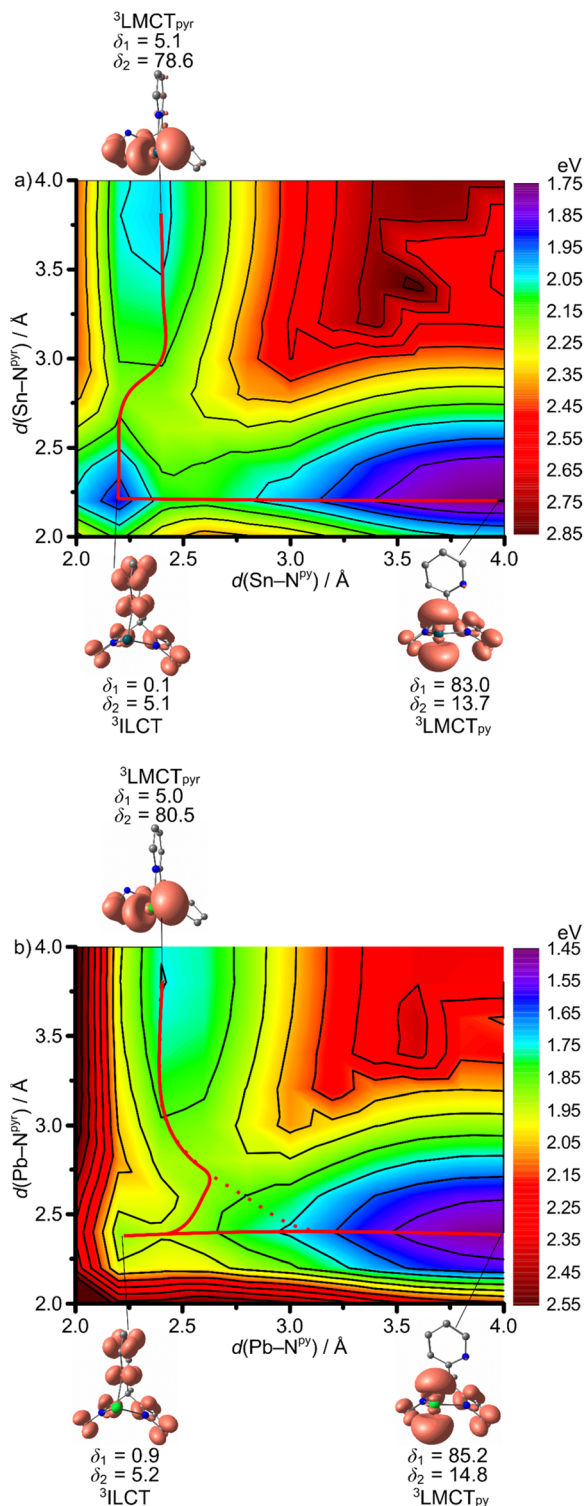 ³LMCTpyr
δ₁ = 5.1
δ₂ = 78.6
a)
eV
4.0
3.5
3.0
2.5
2.0
d(Sn–Nᵖʸʳ) / Å
2.0 2.5 3.0 3.5 4.0
d(Sn–Nᵖʸ) / Å
1.75
1.85
1.95
2.05
2.15
2.25
2.35
2.45
2.55
2.65
2.75
2.85
δ₁ = 0.1
δ₂ = 5.1
³ILCT
δ₁ = 83.0
δ₂ = 13.7
³LMCTpy
³LMCTpyr
δ₁ = 5.0
δ₂ = 80.5
b)
eV
4.0
3.5
3.0
2.5
2.0
d(Pb–Nᵖʸʳ) / Å
2.0 2.5 3.0 3.5 4.0
d(Pb–Nᵖʸ) / Å
1.45
1.55
1.65
1.75
1.85
1.95
2.05
2.15
2.25
2.35
2.45
2.55
δ₁ = 0.9
δ₂ = 5.2
³ILCT
δ₁ = 85.2
δ₂ = 14.8
³LMCTpy